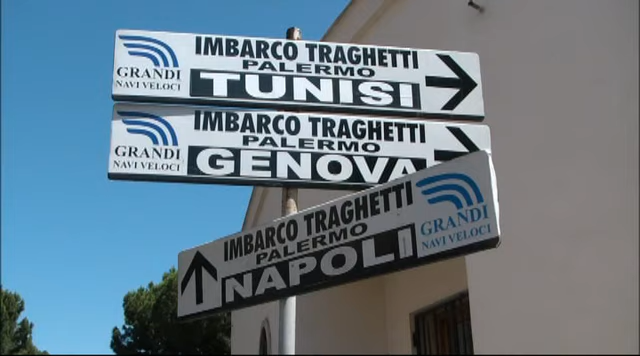 IMBARCO TRAGHETTI
PALERMO
TUNISI
GRANDI
NAVI VELOCI
IMBARCO TRAGHETTI
PALERMO
GENOVA
GRANDI
NAVI VELOCI
IMBARCO TRAGHETTI
PALERMO
NAPOLI
GRANDI
NAVI VELOCI